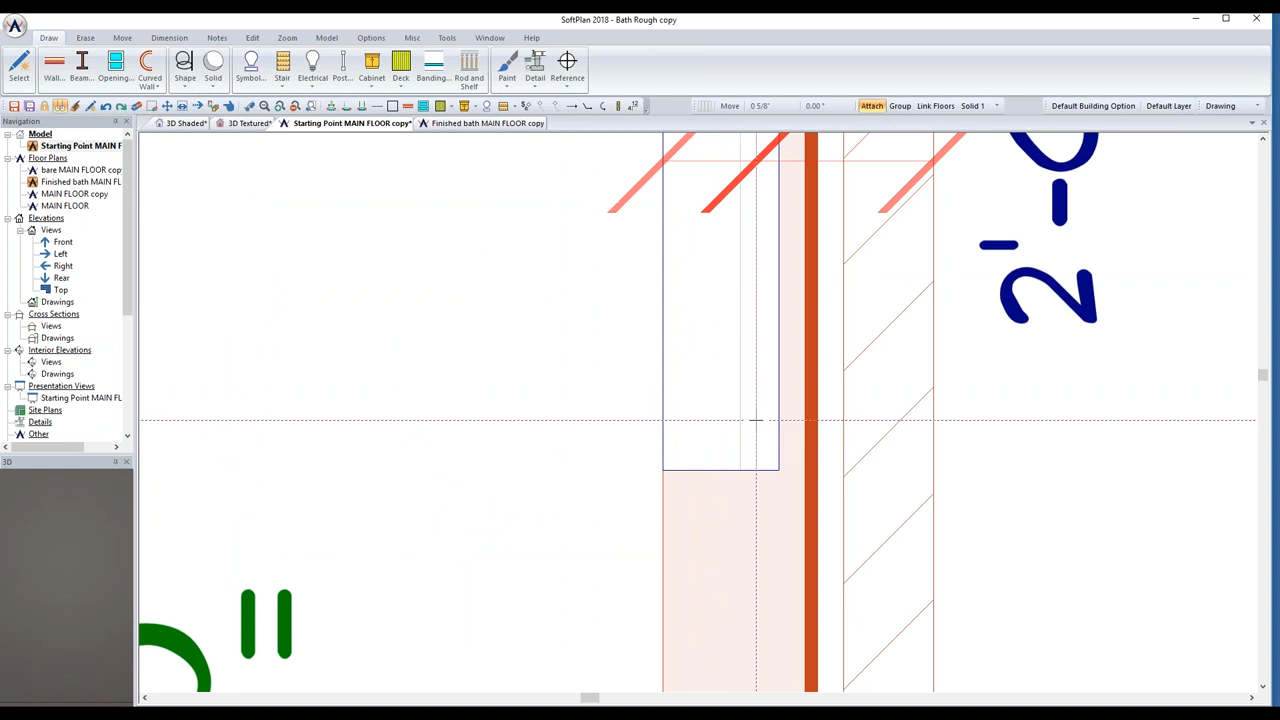 SoftPlan 2018 - Bath Rough copy
Draw Erase Move Dimension Notes Edit Zoom Model Options Misc Tools Window Help
Select Wall... Beam... Opening... Curved Wall Shape Solid Symbol... Stair Electrical Post... Cabinet Deck Banding... Rod and Shelf Paint Detail Reference
Move 0 5/8" 0.00 ° Attach Group Link Floors Solid 1 Default Building Option Default Layer Drawing
Navigation
3D Shaded* 3D Textured* Starting Point MAIN FLOOR copy* Finished bath MAIN FLOOR copy
Model
Starting Point MAIN F
Floor Plans
bare MAIN FLOOR cop
Finished bath MAIN FL
MAIN FLOOR copy
MAIN FLOOR
Elevations
Views
Front
Left
Right
Rear
Top
Drawings
Cross Sections
Views
Drawings
Interior Elevations
Views
Drawings
Presentation Views
Starting Point MAIN FL
Site Plans
Details
Other
3D
2'-
"